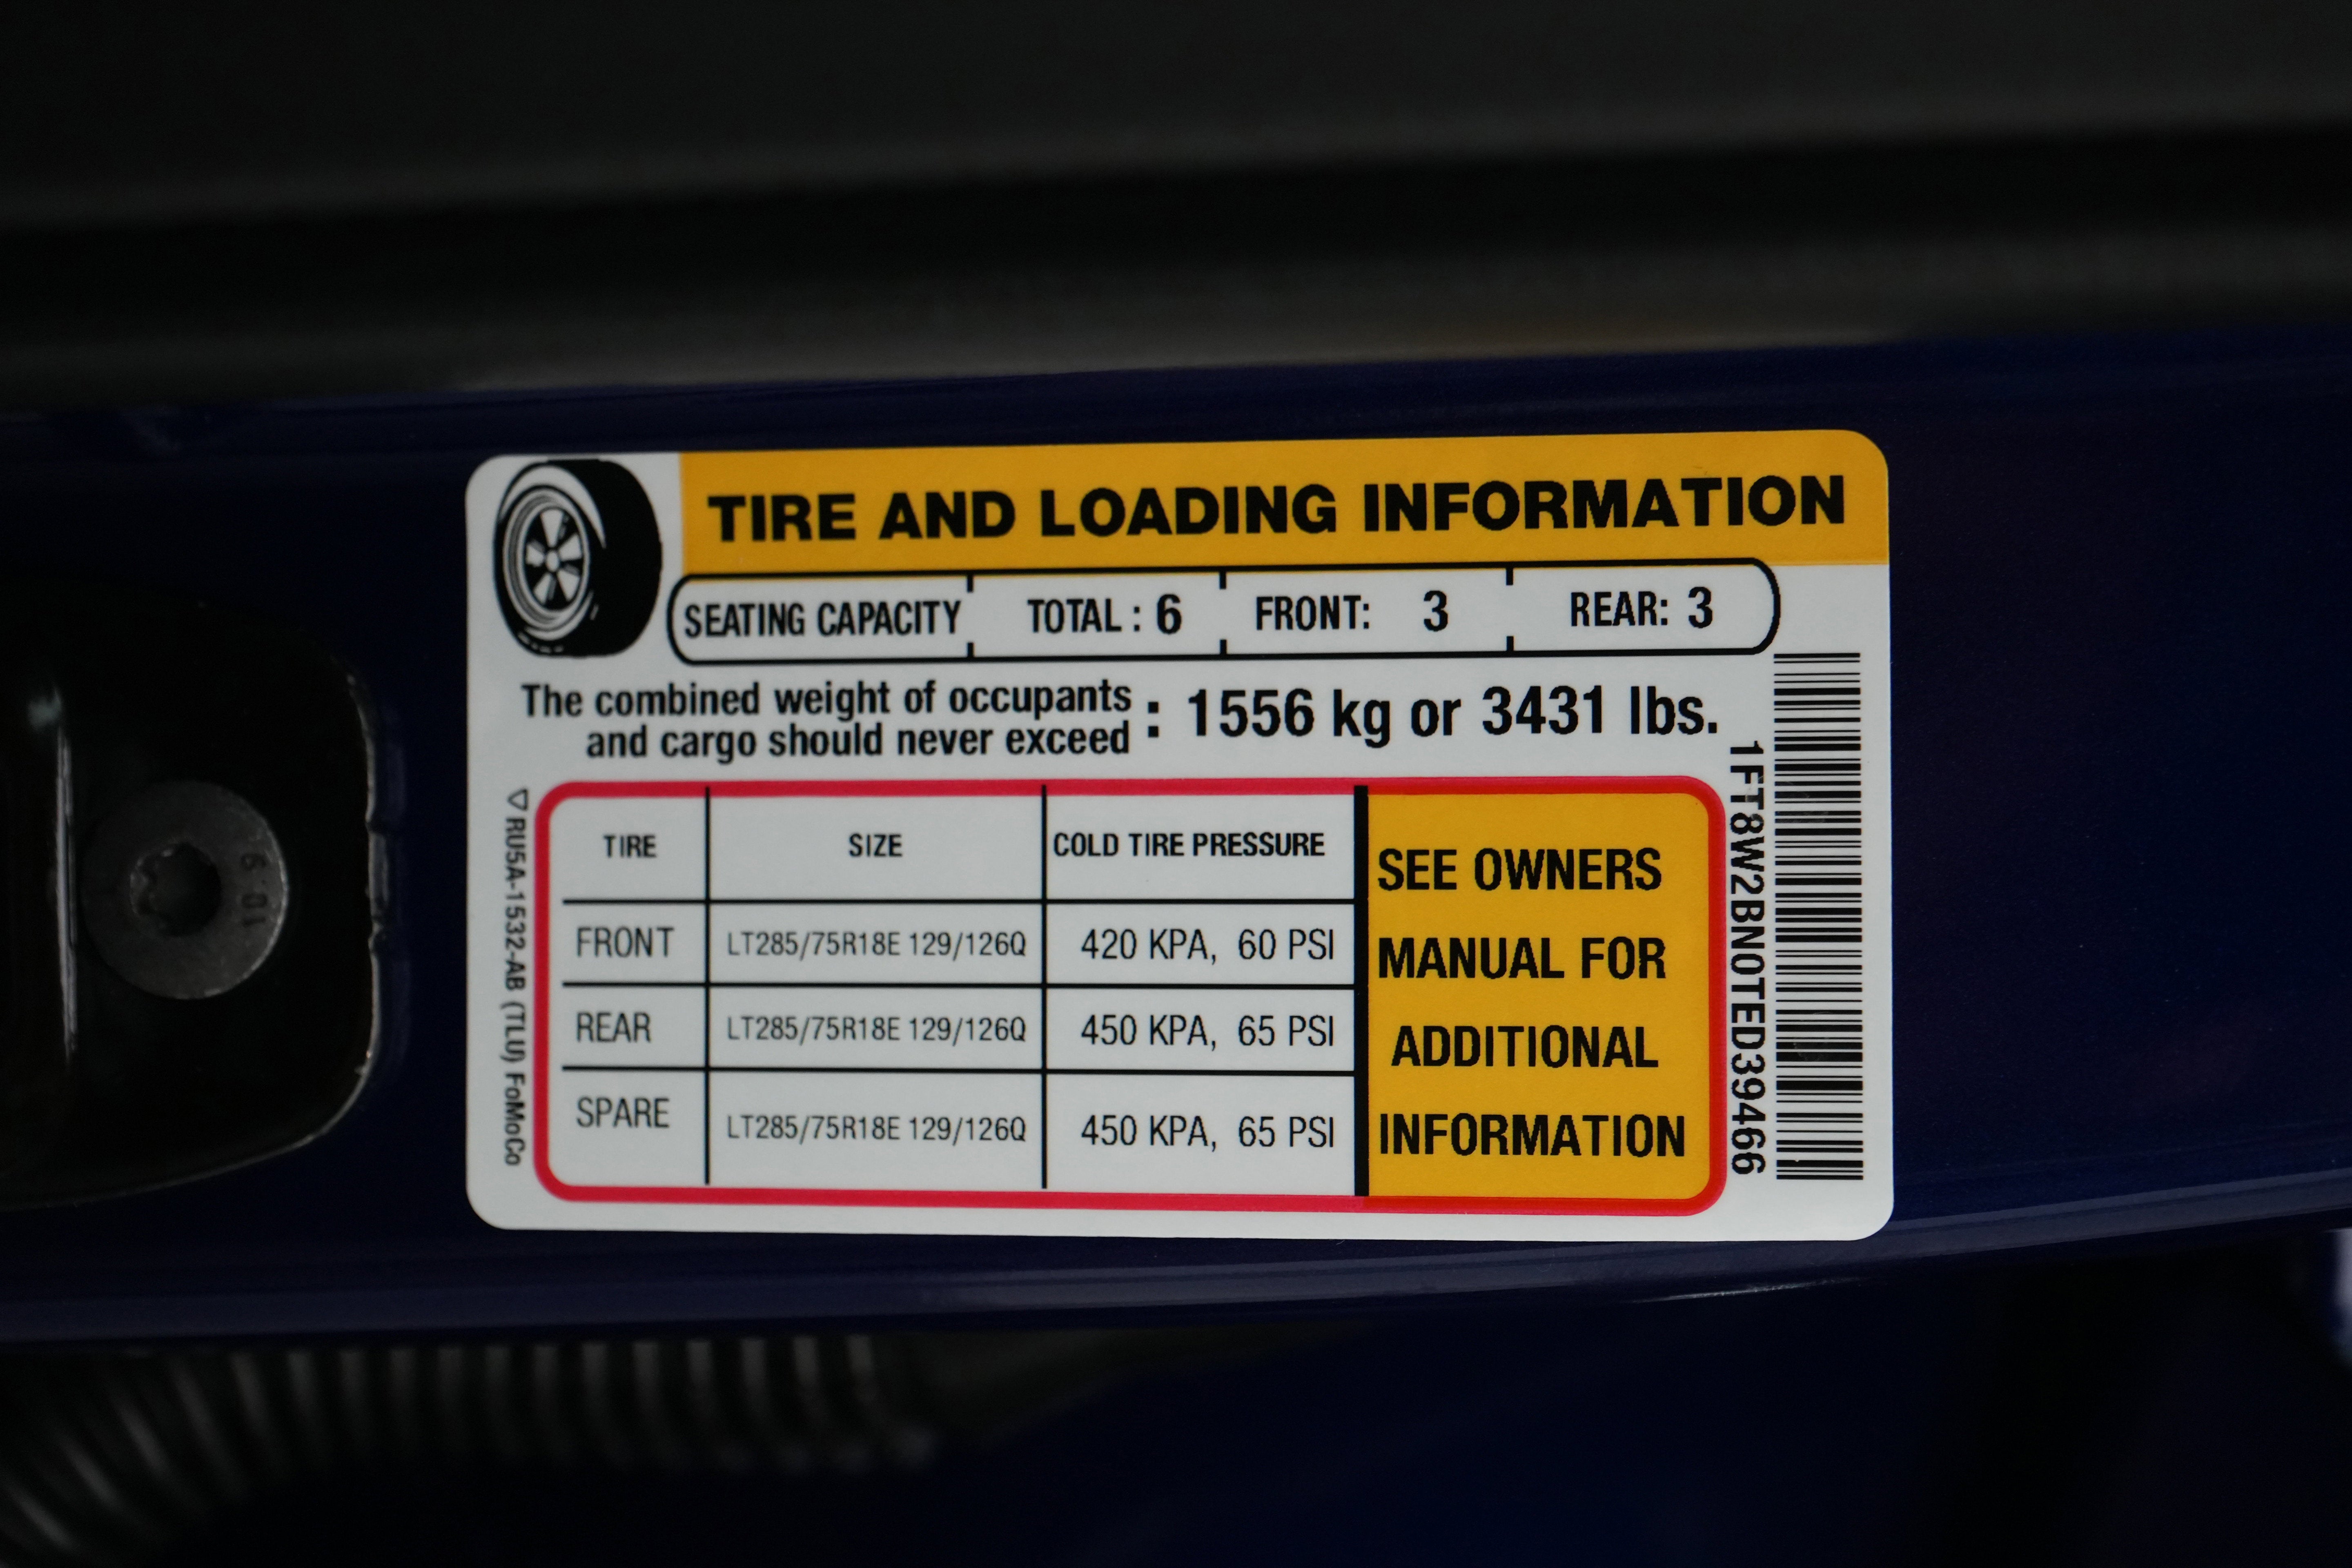 TIRE AND LOADING INFORMATION
SEATING CAPACITY TOTAL : 6 FRONT: 3 REAR: 3
The combined weight of occupants
and cargo should never exceed : 1556 kg or 3431 lbs.
TIRE SIZE COLD TIRE PRESSURE
FRONT LT285/75R18E 129/126Q 420 KPA, 60 PSI
REAR LT285/75R18E 129/126Q 450 KPA, 65 PSI
SPARE LT285/75R18E 129/126Q 450 KPA, 65 PSI
SEE OWNERS
MANUAL FOR
ADDITIONAL
INFORMATION
1FT8W2BN0TED39466
RU5A-1532-AB (TLU) FoMoCo
10.9